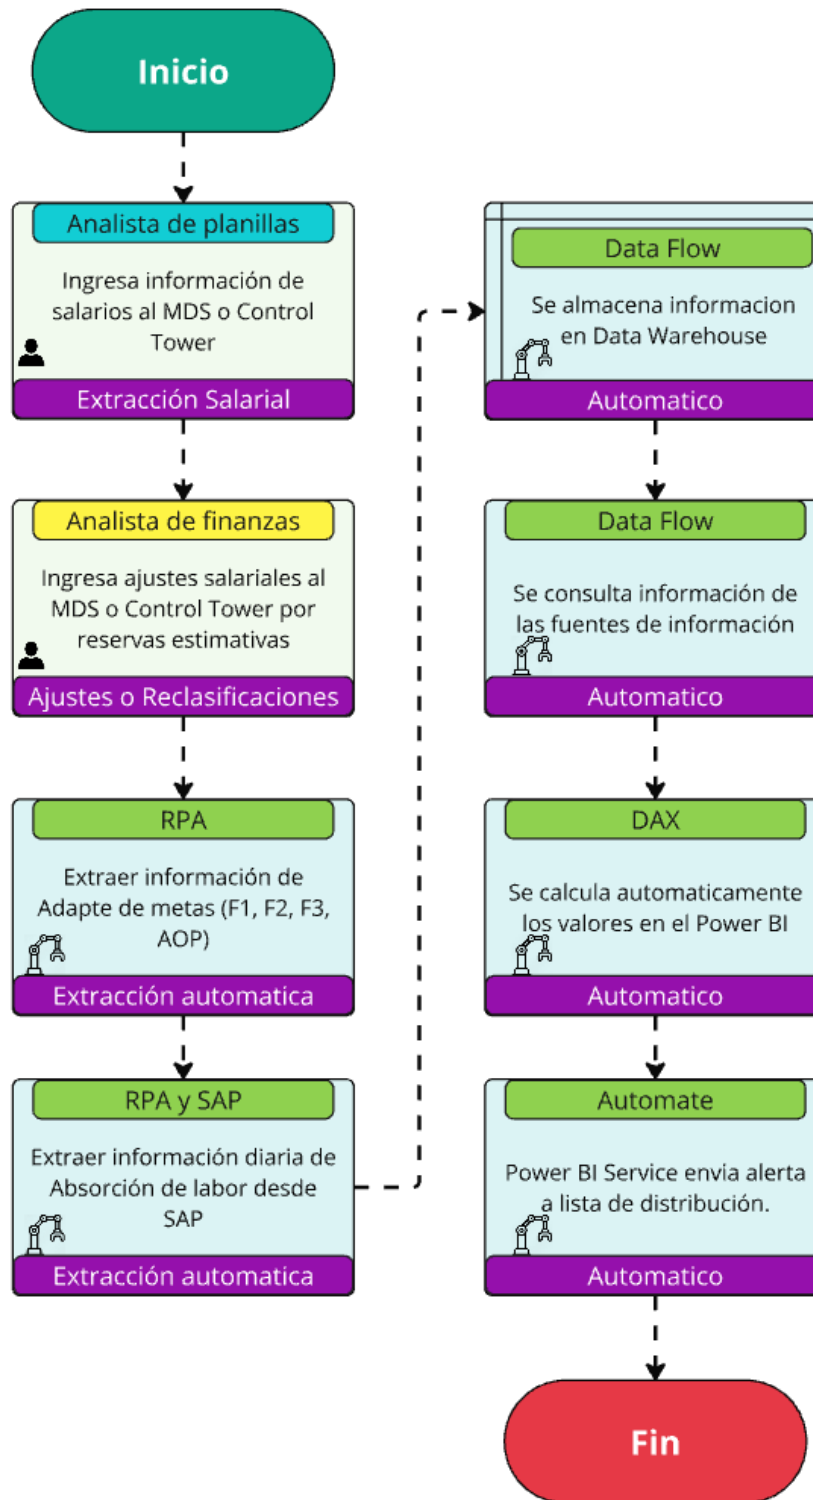 Inicio
Analista de planillas
Ingresa información de
salarios al MDS o Control
Tower
Extracción Salarial
Analista de finanzas
Ingresa ajustes salariales al
MDS o Control Tower por
reservas estimativas
Ajustes o Reclasificaciones
RPA
Extraer información de
Adapte de metas (F1, F2, F3,
AOP)
Extracción automatica
RPA y SAP
Extraer información diaria de
Absorción de labor desde
SAP
Extracción automatica
Data Flow
Se almacena informacion
en Data Warehouse
Automatico
Data Flow
Se consulta información de
las fuentes de información
Automatico
DAX
Se calcula automaticamente
los valores en el Power BI
Automatico
Automate
Power BI Service envia alerta
a lista de distribución.
Automatico
Fin